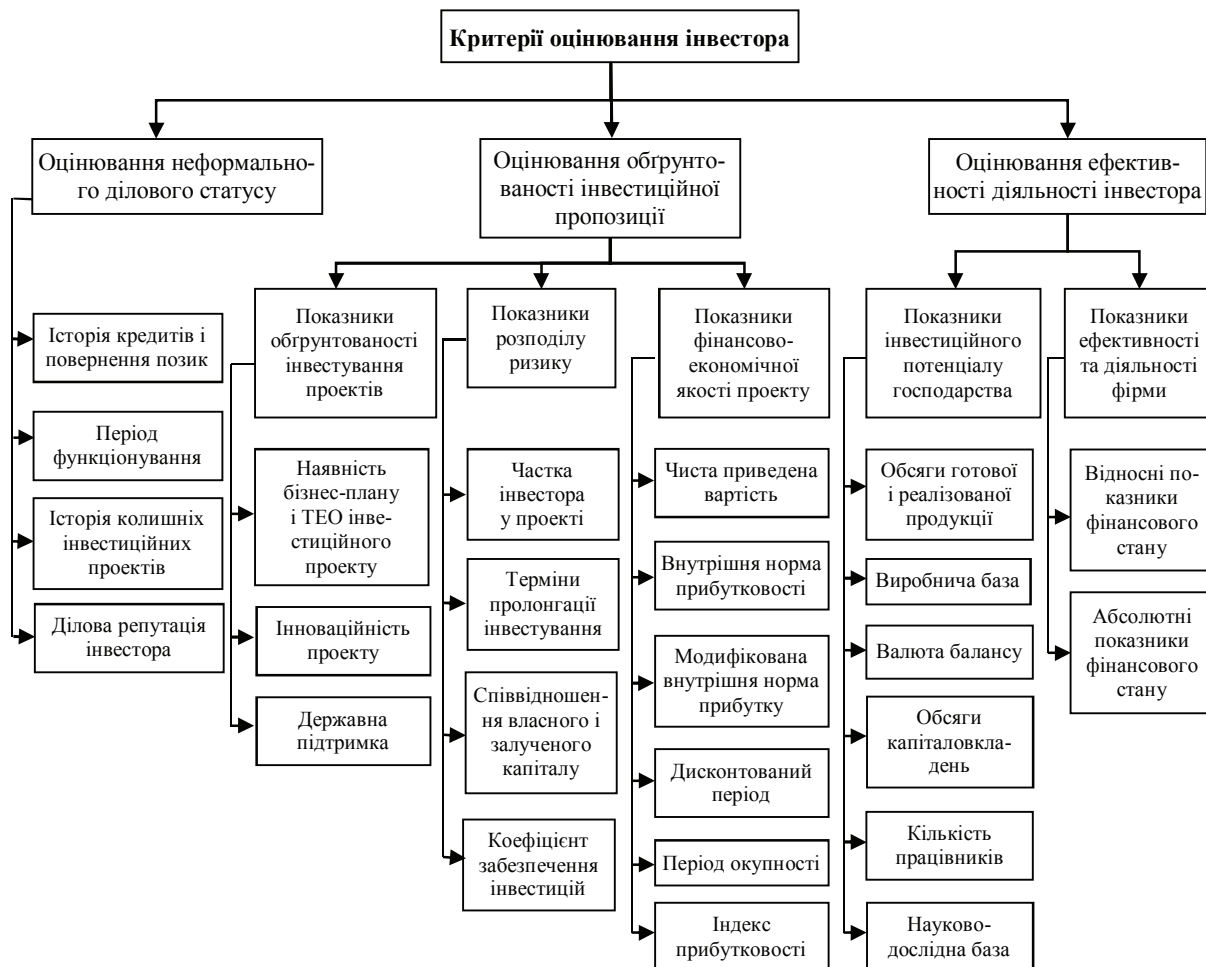 Критерії оцінювання інвестора
Оцінювання неформально-
го ділового статусу
Оцінювання обґрунто-
ваності інвестиційної
пропозиції
Оцінювання ефектив-
ності діяльності інвестора
Історія кредитів і
повернення позик
Період
функціонування
Історія колишніх
інвестиційних
проектів
Ділова репутація
інвестора
Показники
обґрунтованості
інвестування
проектів
Наявність
бізнес-плану
і ТЕО інве-
стиційного
проекту
Інноваційність
проекту
Державна
підтримка
Показники
розподілу
ризику
Частка
інвестора
у проекті
Терміни
пролонгації
інвестування
Співвідношен-
ня власного і
залученого
капіталу
Коефіцієнт
забезпечення
інвестицій
Показники
фінансово-
економічної
якості проекту
Чиста приведена
вартість
Внутрішня норма
прибутковості
Модифікована
внутрішня норма
прибутку
Дисконтований
період
Період окупності
Індекс
прибутковості
Показники
інвестиційного
потенціалу
господарства
Обсяги готової
і реалізованої
продукції
Виробнича база
Валюта балансу
Обсяги
капіталовкла-
день
Кількість
працівників
Науково-
дослідна база
Показники
ефективності
та діяльності
фірми
Відносні по-
казники
фінансового
стану
Абсолютні
показники
фінансового
стану